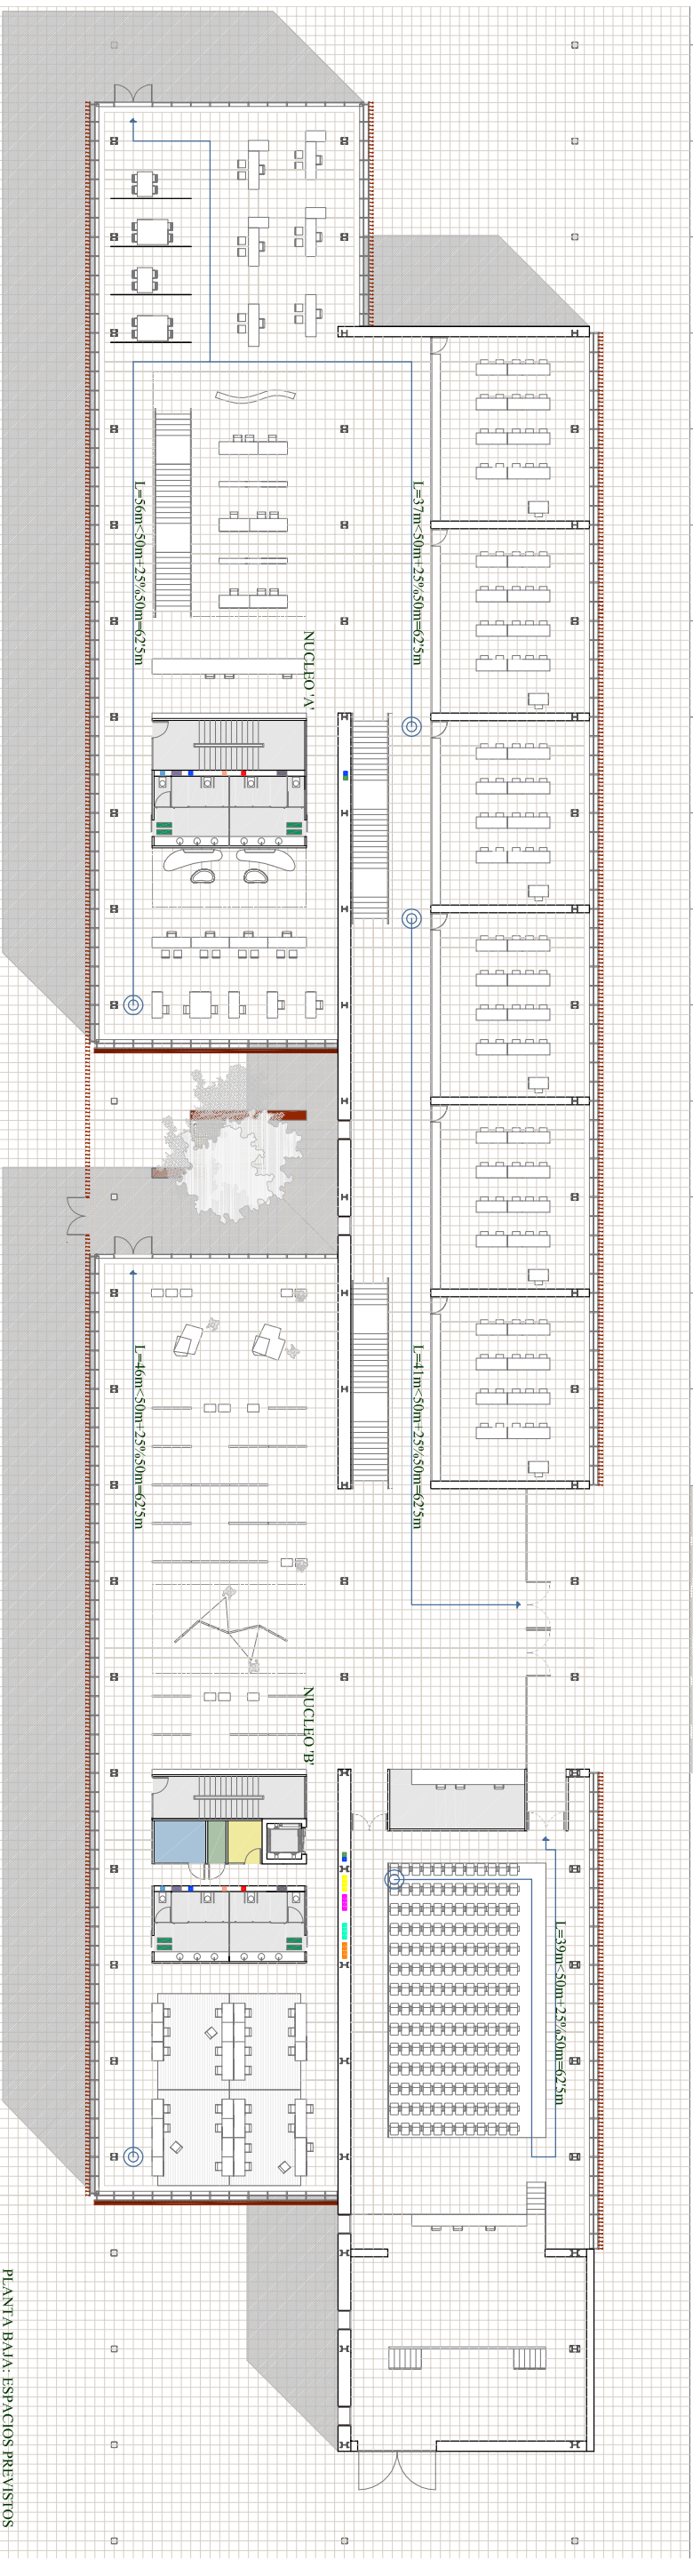 L=56m<50m+25%50m=62'5m
L=37m<50m+25%50m=62'5m
NUCLEO 'A'
L=46m<50m+25%50m=62'5m
L=41m<50m+25%50m=62'5m
NUCLEO 'B'
L=39m<50m+25%50m=62'5m
PLANTA BAJA: ESPACIOS PREVISTOS